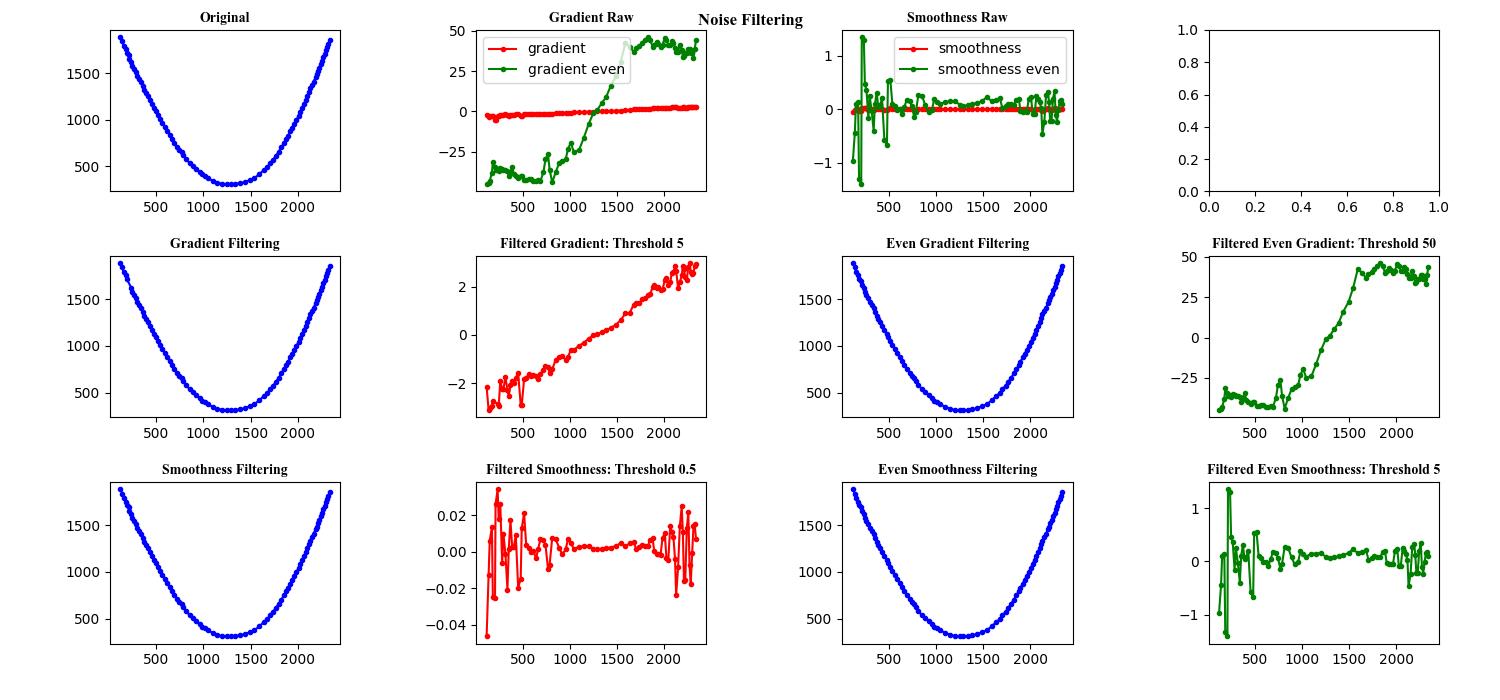 Noise Filtering
Original
1500
1000
500
500 1000 1500 2000
Gradient Raw
gradient
gradient even
50
25
0
−25
500 1000 1500 2000
Smoothness Raw
smoothness
smoothness even
1
0
−1
500 1000 1500 2000
1.0
0.8
0.6
0.4
0.2
0.0
0.0 0.2 0.4 0.6 0.8 1.0
Gradient Filtering
1500
1000
500
500 1000 1500 2000
Filtered Gradient: Threshold 5
2
0
−2
500 1000 1500 2000
Even Gradient Filtering
1500
1000
500
500 1000 1500 2000
Filtered Even Gradient: Threshold 50
50
25
0
−25
500 1000 1500 2000
Smoothness Filtering
1500
1000
500
500 1000 1500 2000
Filtered Smoothness: Threshold 0.5
0.02
0.00
−0.02
−0.04
500 1000 1500 2000
Even Smoothness Filtering
1500
1000
500
500 1000 1500 2000
Filtered Even Smoothness: Threshold 5
1
0
−1
500 1000 1500 2000